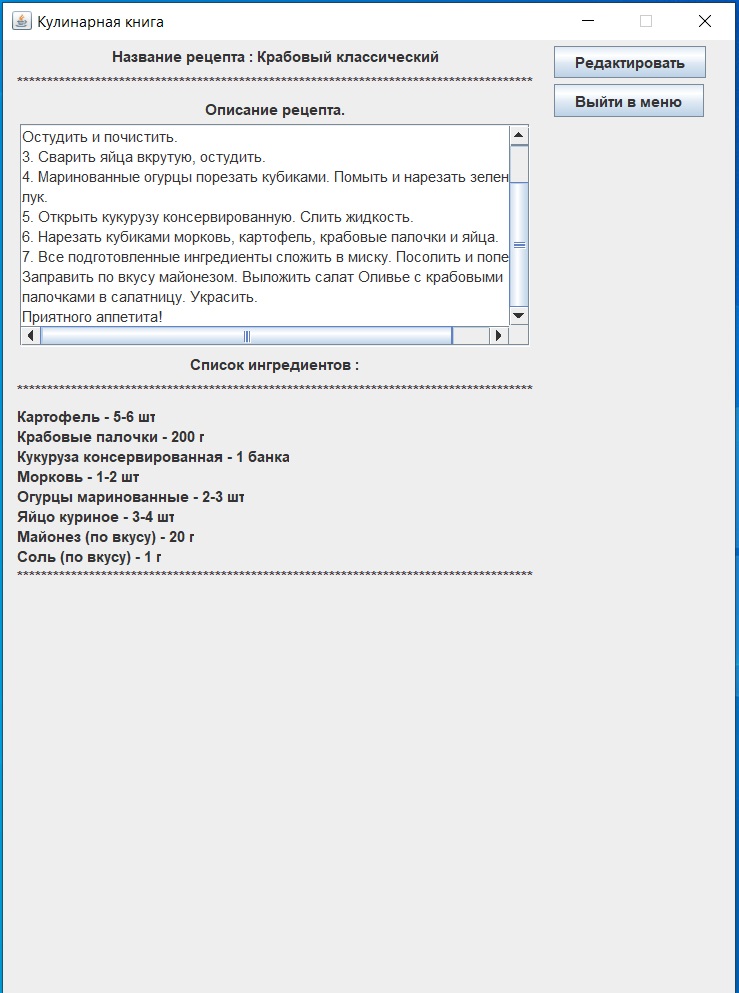 Кулинарная книга
Название рецепта : Крабовый классический
Редактировать
**************************************************************************************
Выйти в меню
Описание рецепта.
Остудить и почистить.
3. Сварить яйца вкрутую, остудить.
4. Маринованные огурцы порезать кубиками. Помыть и нарезать зелен
лук.
5. Открыть кукурузу консервированную. Слить жидкость.
6. Нарезать кубиками морковь, картофель, крабовые палочки и яйца.
7. Все подготовленные ингредиенты сложить в миску. Посолить и попе
Заправить по вкусу майонезом. Выложить салат Оливье с крабовыми
палочками в салатницу. Украсить.
Приятного аппетита!
Список ингредиентов :
**************************************************************************************
Картофель - 5-6 шт
Крабовые палочки - 200 г
Кукуруза консервированная - 1 банка
Морковь - 1-2 шт
Огурцы маринованные - 2-3 шт
Яйцо куриное - 3-4 шт
Майонез (по вкусу) - 20 г
Соль (по вкусу) - 1 г
**************************************************************************************